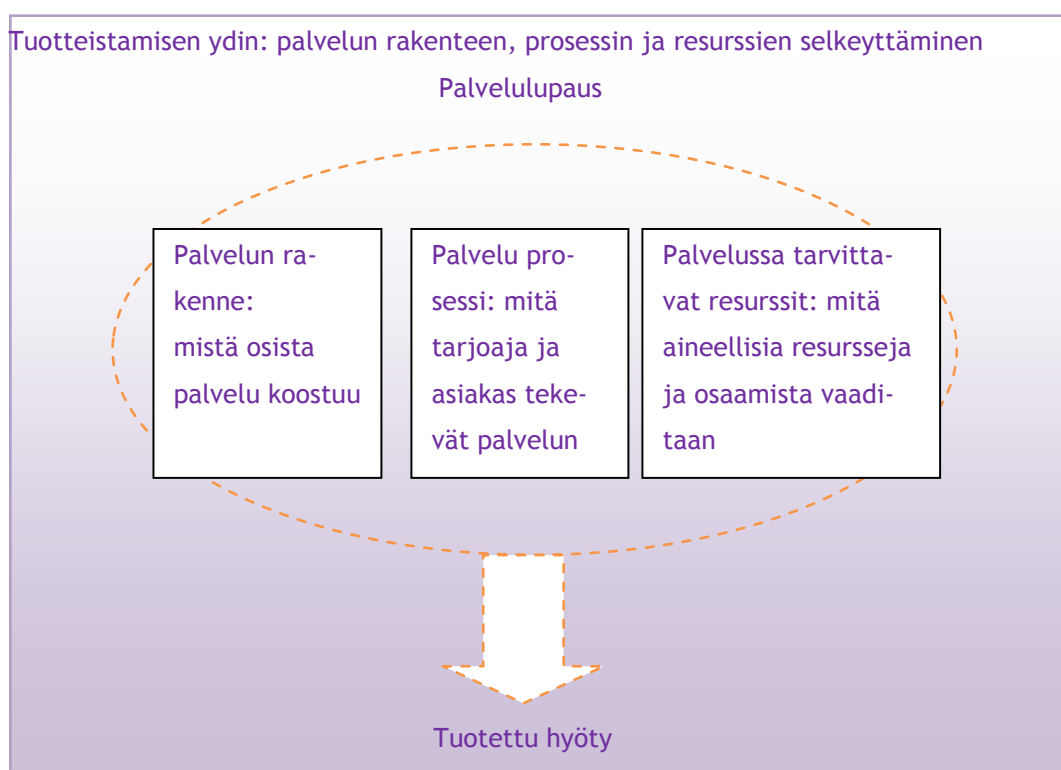 Tuotteistamisen ydin: palvelun rakenteen, prosessin ja resurssien selkeyttäminen
Palvelulupaus
Palvelun ra-
kenne:
mistä osista
palvelu koostuu
Palvelu pro-
sessi: mitä
tarjoaja ja
asiakas teke-
vät palvelun
Palvelussa tarvitta-
vat resurssit: mitä
aineellisia resursseja
ja osaamista vaadi-
taan
Tuotettu hyöty